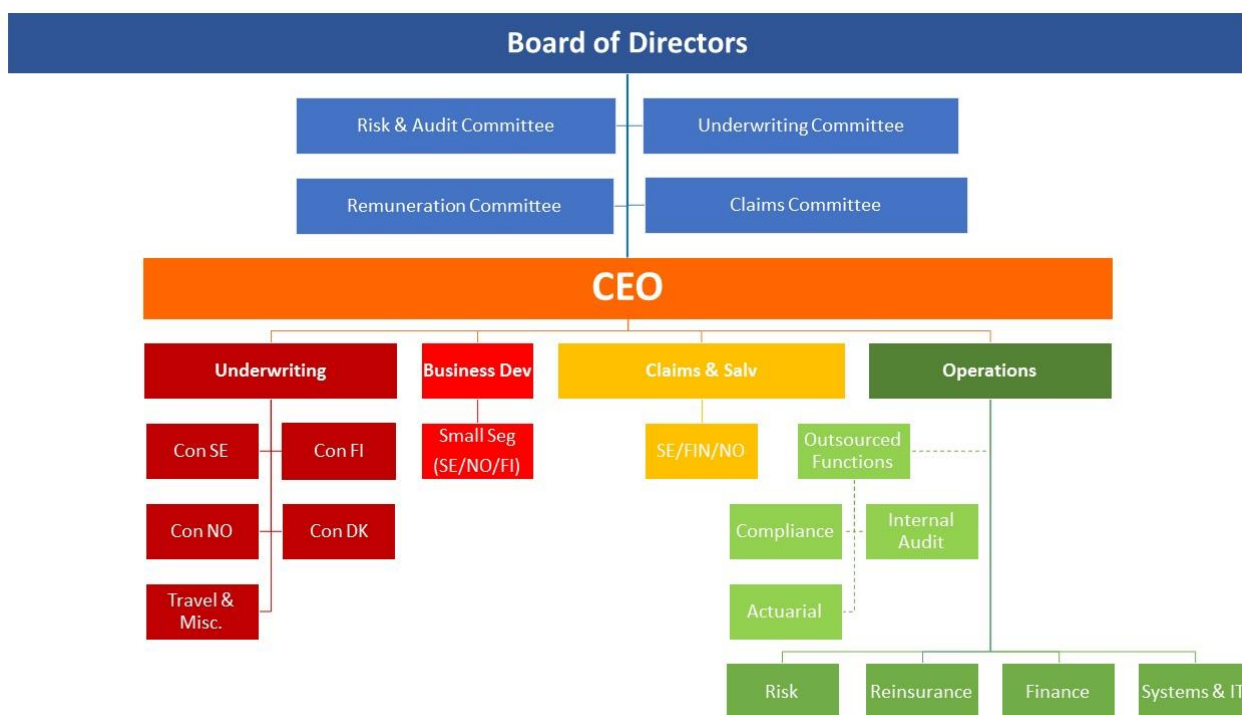 Board of Directors
Risk & Audit Committee
Underwriting Committee
Remuneration Committee
Claims Committee
CEO
Underwriting
Business Dev
Claims & Salv
Operations
Con SE
Con FI
Small Seg
(SE/NO/FI)
SE/FIN/NO
Outsourced
Functions
Con NO
Con DK
Compliance
Internal
Audit
Travel &
Misc.
Actuarial
Risk
Reinsurance
Finance
Systems & IT